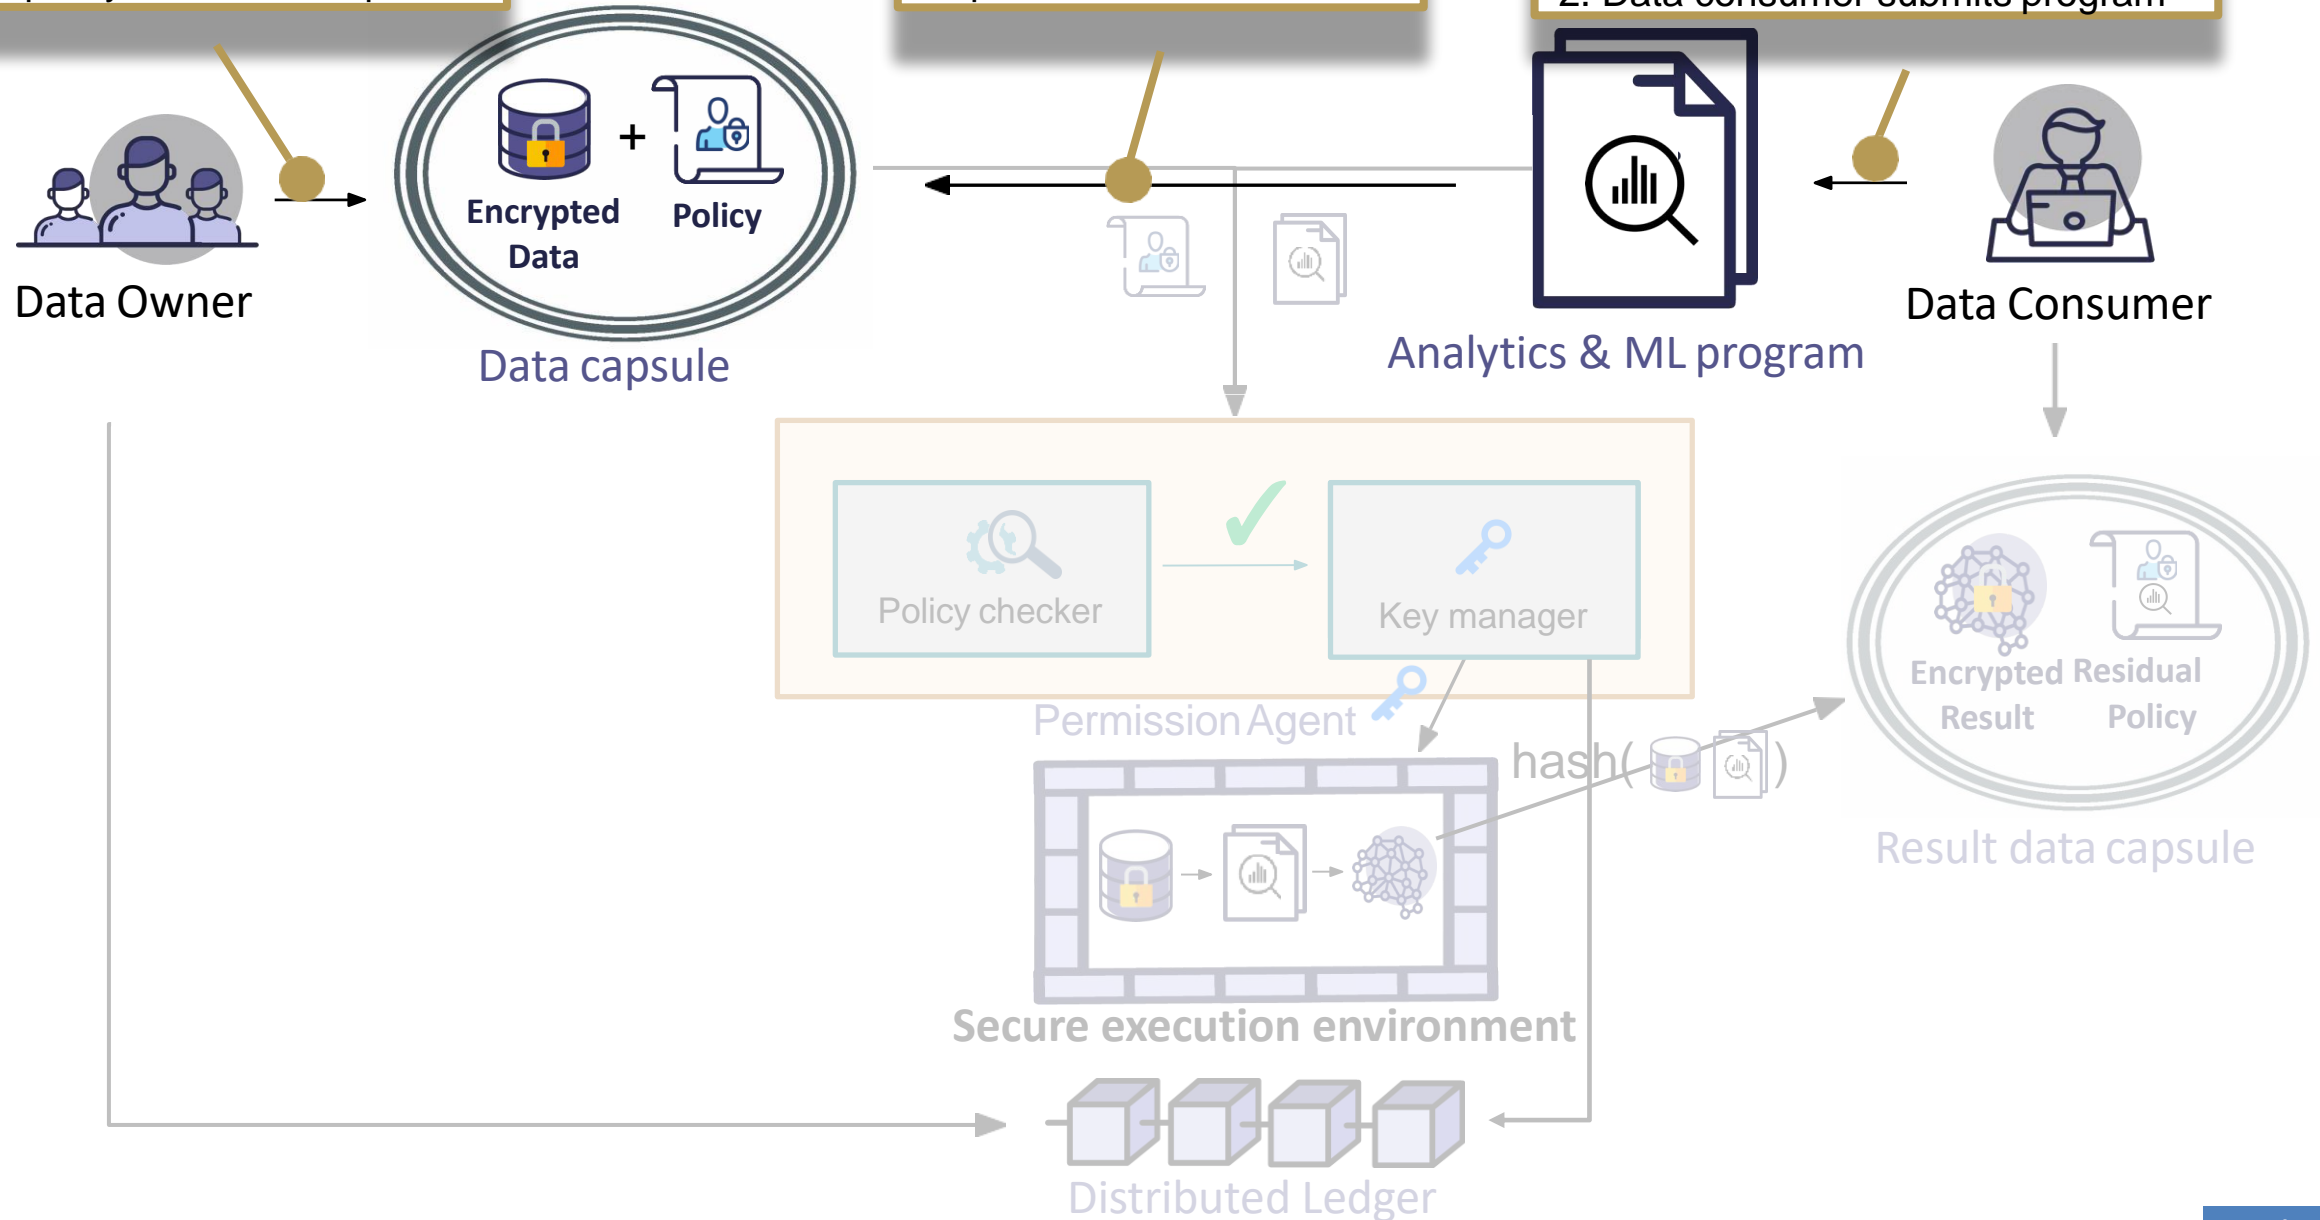 2. Data consumer submits program
+
Encrypted
Data
Policy
Data Owner
Data capsule
Analytics & ML program
Data Consumer
Policy checker
Key manager
Permission Agent
hash( )
Encrypted
Result
Residual
Policy
Result data capsule
Secure execution environment
Distributed Ledger